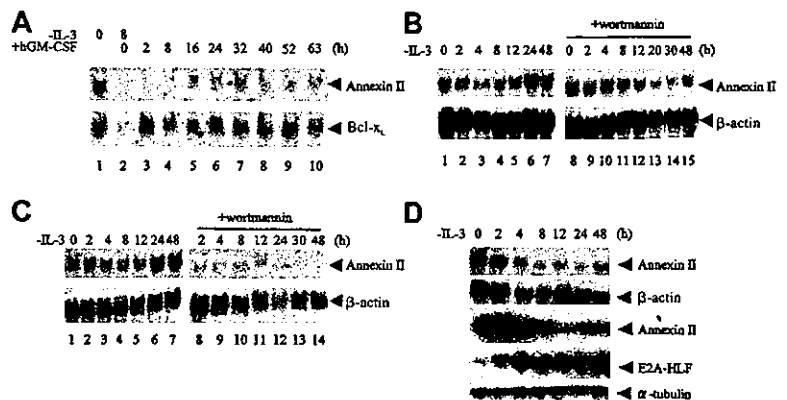 A
-IL-3 0 8
+hGM-CSF 0 2 8 16 24 32 40 52 63 (h)
Annexin II
Bcl-xL
1 2 3 4 5 6 7 8 9 10
B
+wortmannin
-IL-3 0 2 4 8 12 24 48 0 2 4 8 12 20 30 48 (h)
Annexin II
β-actin
1 2 3 4 5 6 7 8 9 10 11 12 13 14 15
C
+wortmannin
-IL-3 0 2 4 8 12 24 48 2 4 8 12 24 30 48 (h)
Annexin II
β-actin
1 2 3 4 5 6 7 8 9 10 11 12 13 14
D
-IL-3 0 2 4 8 12 24 48 (h)
Annexin II
β-actin
Annexin II
E2A-HLF
α-tubulin